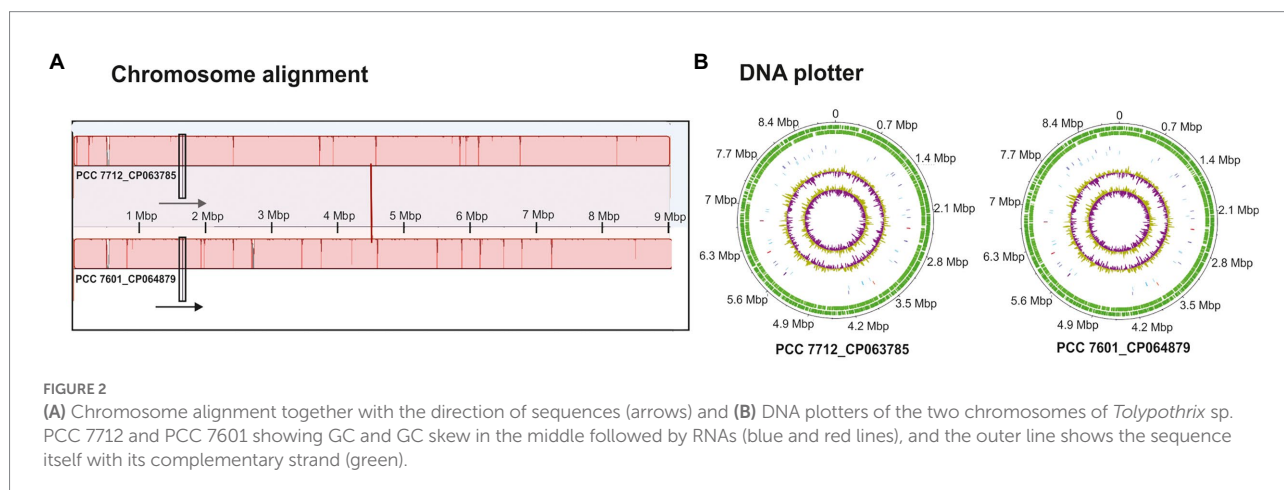 A
Chromosome alignment
PCC 7712_CP063785
1 Mbp 2 Mbp 3 Mbp 4 Mbp 5 Mbp 6 Mbp 7 Mbp 8 Mbp 9 Mbp
PCC 7601_CP064879
B
DNA plotter
0
0.7 Mbp
1.4 Mbp
2.1 Mbp
2.8 Mbp
3.5 Mbp
4.2 Mbp
4.9 Mbp
5.6 Mbp
6.3 Mbp
7 Mbp
7.7 Mbp
8.4 Mbp
PCC 7712_CP063785
0
0.7 Mbp
1.4 Mbp
2.1 Mbp
2.8 Mbp
3.5 Mbp
4.2 Mbp
4.9 Mbp
5.6 Mbp
6.3 Mbp
7 Mbp
7.7 Mbp
8.4 Mbp
PCC 7601_CP064879
FIGURE 2
(A) Chromosome alignment together with the direction of sequences (arrows) and (B) DNA plotters of the two chromosomes of Tolypothrix sp.
PCC 7712 and PCC 7601 showing GC and GC skew in the middle followed by RNAs (blue and red lines), and the outer line shows the sequence
itself with its complementary strand (green).